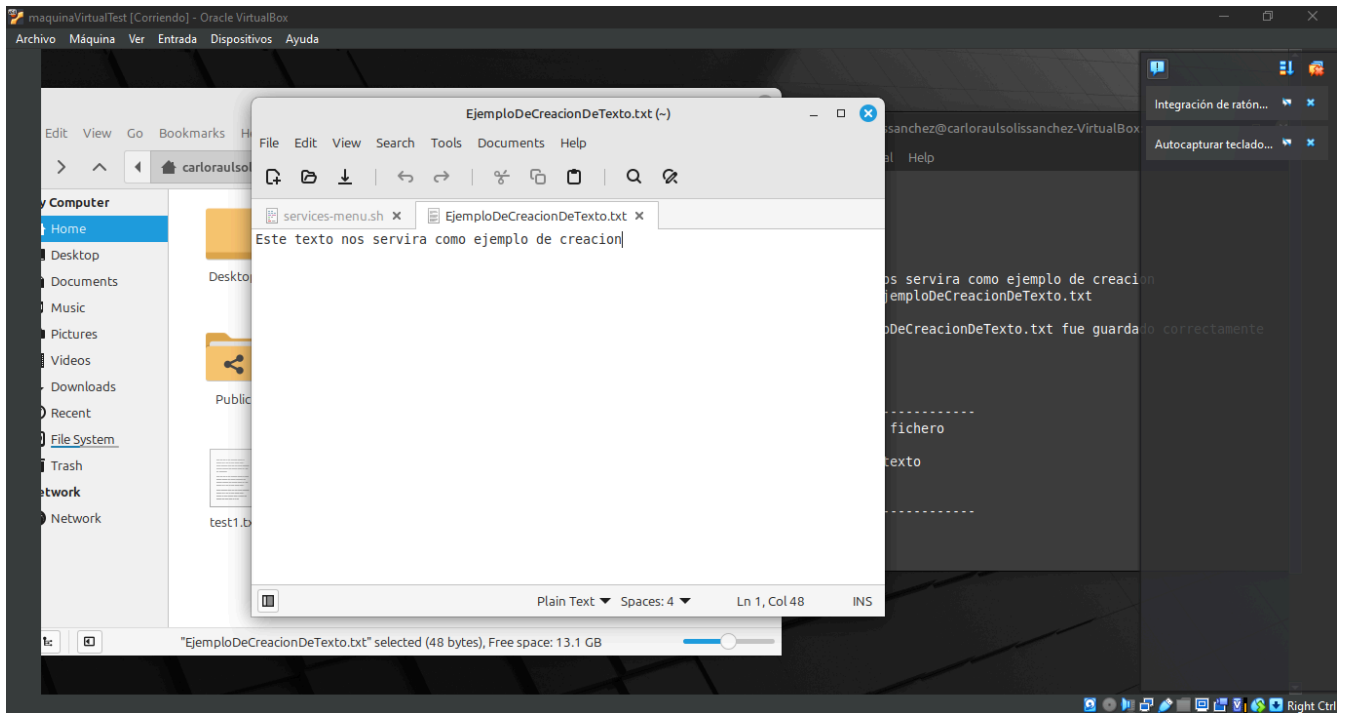 maquinaVirtualTest [Corriendo] - Oracle VirtualBox
Archivo Máquina Ver Entrada Dispositivos Ayuda
Integración de ratón...
Autocapturar teclado...
Edit View Go Bookmarks
carloraulsol
y Computer
Home
Desktop
Documents
Music
Pictures
Videos
Downloads
Recent
File System
Trash
etwork
Network
Deskto
Public
test1.tx
"EjemploDeCreacionDeTexto.txt" selected (48 bytes), Free space: 13.1 GB
EjemploDeCreacionDeTexto.txt (~)
File Edit View Search Tools Documents Help
services-menu.sh
EjemploDeCreacionDeTexto.txt
Este texto nos servira como ejemplo de creacion
Plain Text Spaces: 4 Ln 1, Col 48 INS
ssanchez@carloraulsolissanchez-VirtualBox
al Help
os servira como ejemplo de creacion
jemploDeCreacionDeTexto.txt
oDeCreacionDeTexto.txt fue guardado correctamente
------------
fichero
texto
------------
Right Ctrl